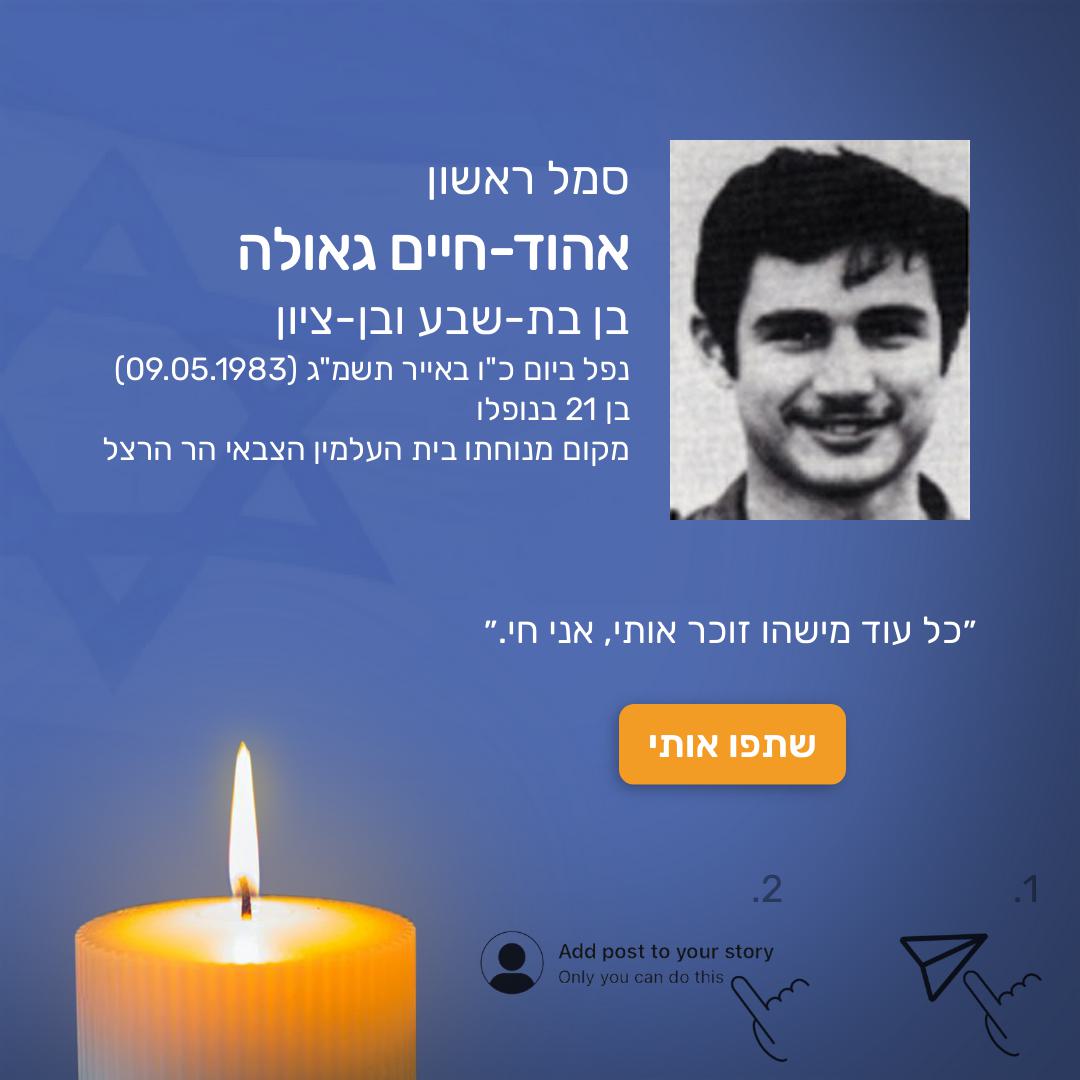 סמל ראשון
אהוד-חיים גאולה
בן בת-שבע ובן-ציון
נפל ביום כ"ו באייר תשמ"ג (09.05.1983)
בן 21 בנופלו
מקום מנוחתו בית העלמין הצבאי הר הרצל
״כל עוד מישהו זוכר אותי, אני חי.״
שתפו אותי
.1
.2
Add post to your story
Only you can do this